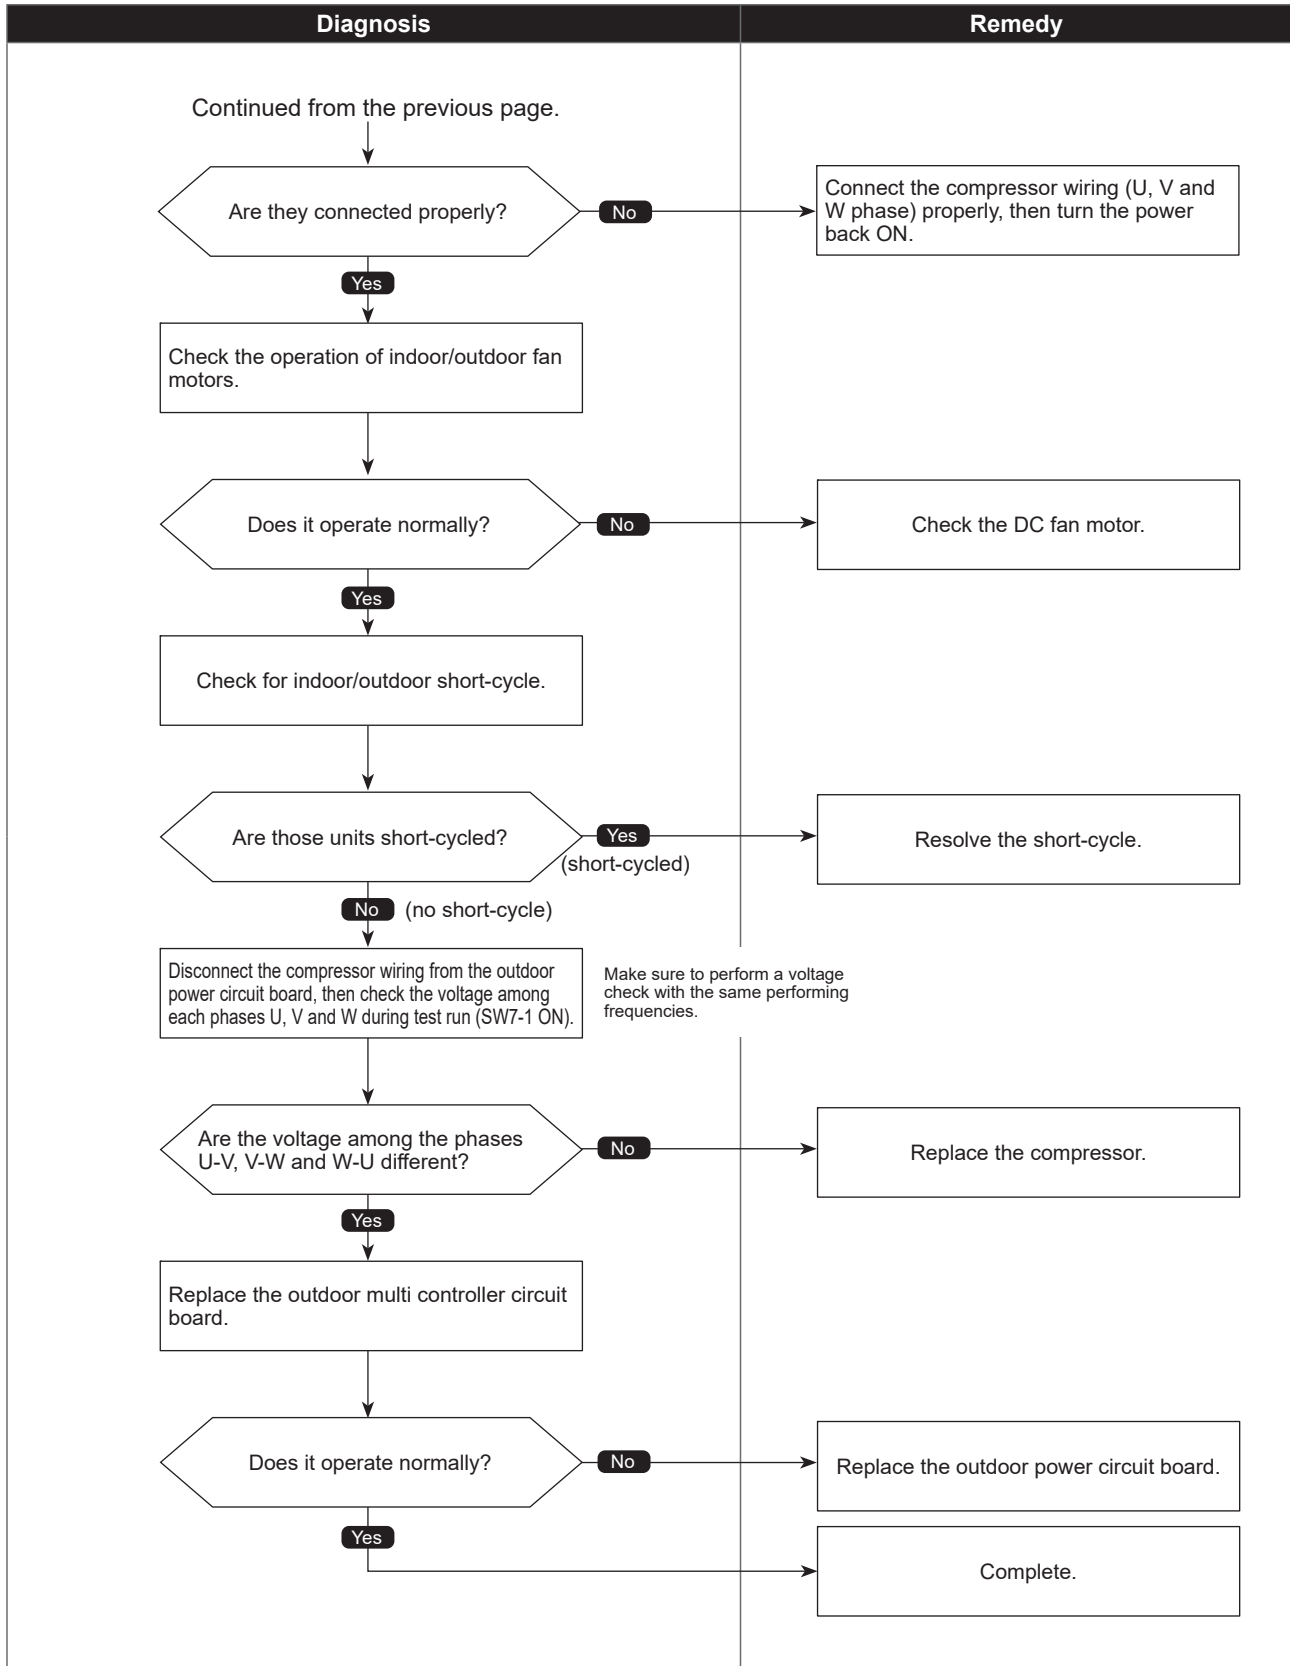 Diagnosis
Remedy
Continued from the previous page.
Are they connected properly?
No
Connect the compressor wiring (U, V and
W phase) properly, then turn the power
back ON.
Yes
Check the operation of indoor/outdoor fan
motors.
Does it operate normally?
No
Check the DC fan motor.
Yes
Check for indoor/outdoor short-cycle.
Are those units short-cycled?
Yes
(short-cycled)
Resolve the short-cycle.
No
(no short-cycle)
Disconnect the compressor wiring from the outdoor
power circuit board, then check the voltage among
each phases U, V and W during test run (SW7-1 ON).
Make sure to perform a voltage
check with the same performing
frequencies.
Are the voltage among the phases
U-V, V-W and W-U different?
No
Replace the compressor.
Yes
Replace the outdoor multi controller circuit
board.
Does it operate normally?
No
Replace the outdoor power circuit board.
Yes
Complete.